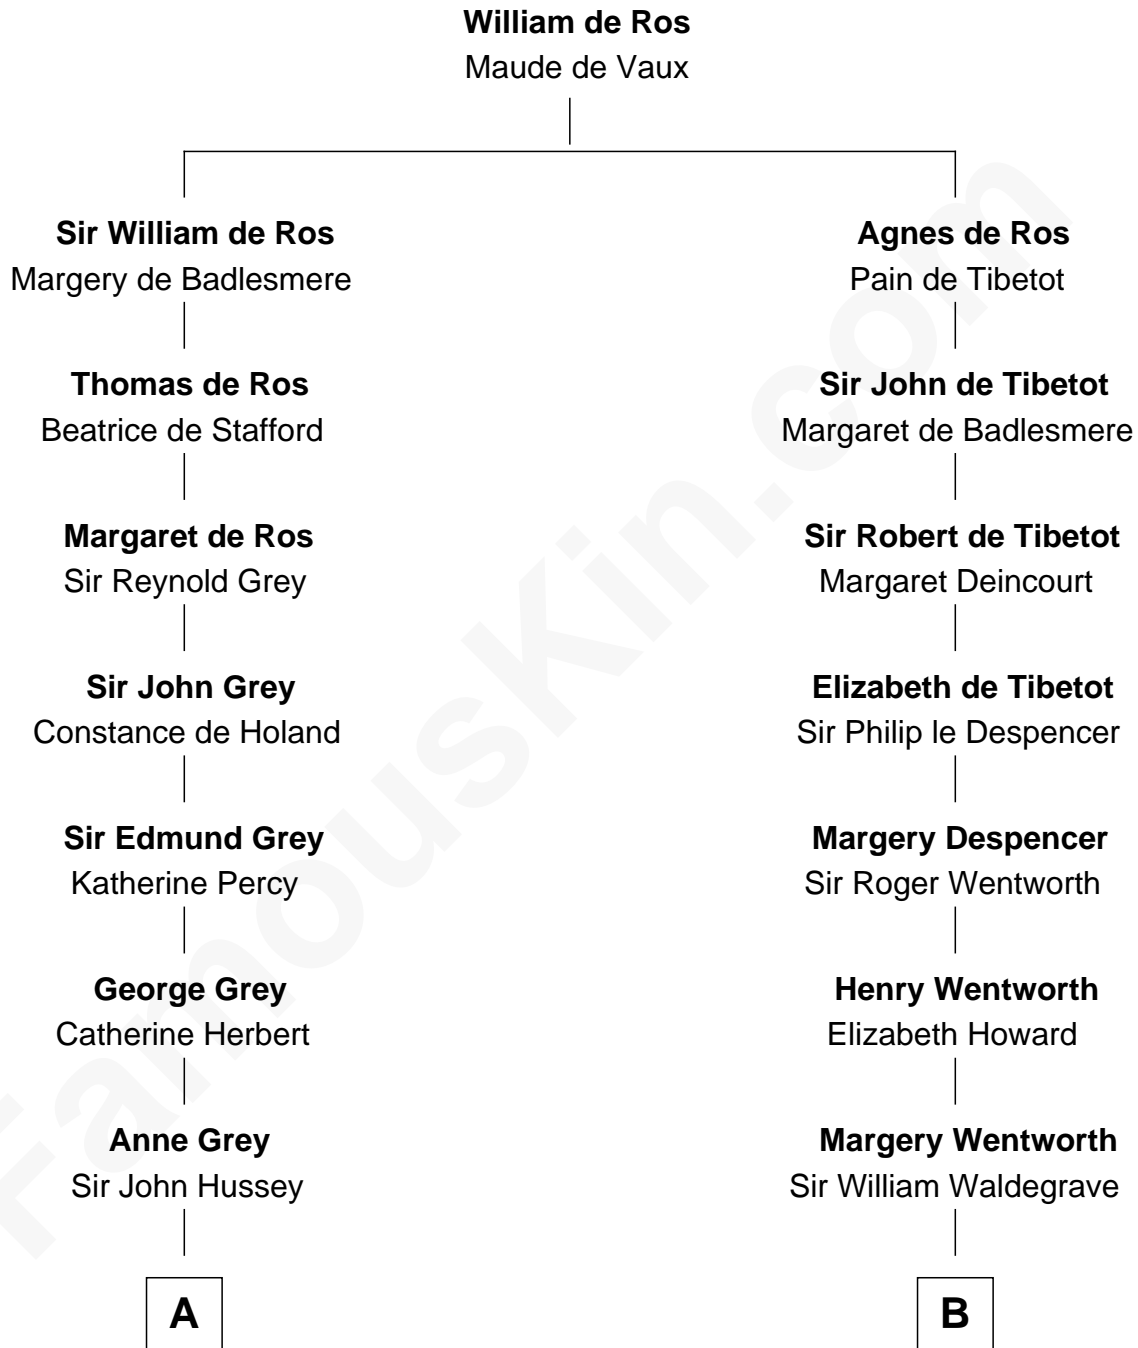 William de Ros
Maude de Vaux
Sir William de Ros
Margery de Badlesmere
Thomas de Ros
Beatrice de Stafford
Margaret de Ros
Sir Reynold Grey
Sir John Grey
Constance de Holand
Sir Edmund Grey
Katherine Percy
George Grey
Catherine Herbert
Anne Grey
Sir John Hussey
A
Agnes de Ros
Pain de Tibetot
Sir John de Tibetot
Margaret de Badlesmere
Sir Robert de Tibetot
Margaret Deincourt
Elizabeth de Tibetot
Sir Philip le Despencer
Margery Despencer
Sir Roger Wentworth
Henry Wentworth
Elizabeth Howard
Margery Wentworth
Sir William Waldegrave
B
FamousKin.com